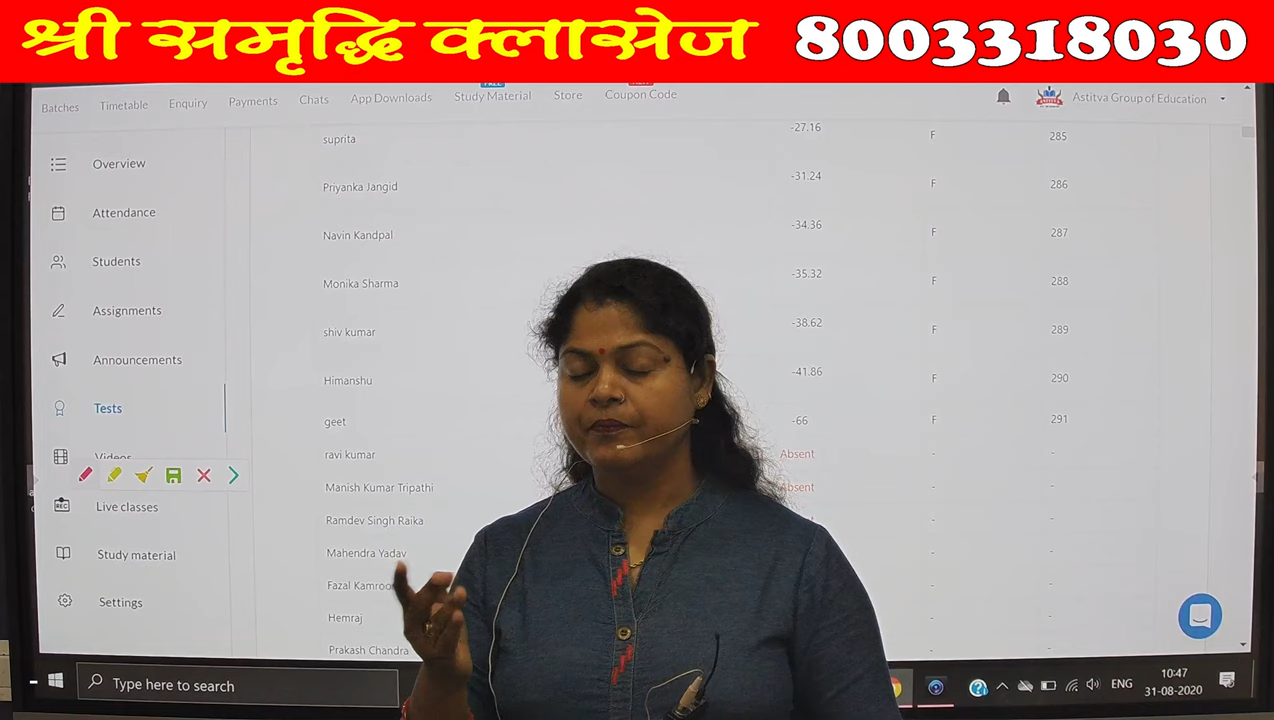 श्री समृद्धि क्लासेज 8003318030
Batches Timetable Enquiry Payments Chats App Downloads Study Material Store Coupon Code Astitva Group of Education
suprita -27.16 F 285
Overview
Priyanka Jangid -31.24 F 286
Attendance
Navin Kandpal -34.36 F 287
Students
Monika Sharma -35.32 F 288
Assignments
shiv kumar -38.62 F 289
Announcements
Himanshu -41.86 F 290
Tests
geet -66 F 291
Videos
ravi kumar Absent - -
Manish Kumar Tripathi Absent - -
Live classes
Ramdev Singh Raika - -
Study material
Mahendra Yadav - -
Fazal - -
Settings
Hemraj - -
Prakash Chandra - -
Type here to search
ENG
10:47
31-08-2020